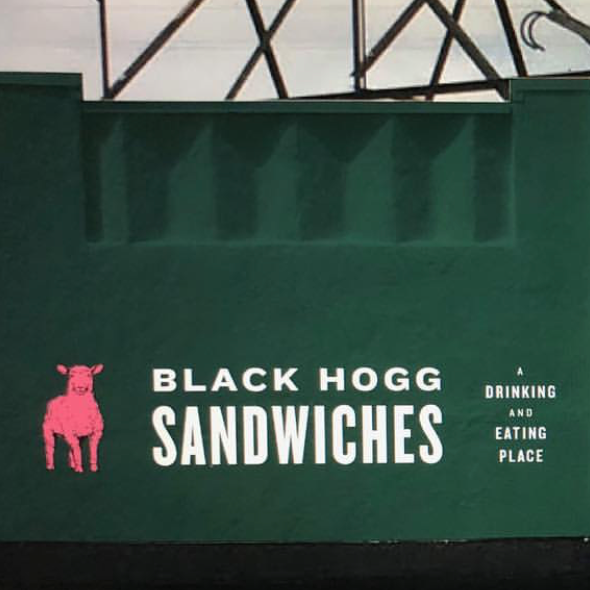 BLACK HOGG
SANDWICHES
A
DRINKING
AND
EATING
PLACE